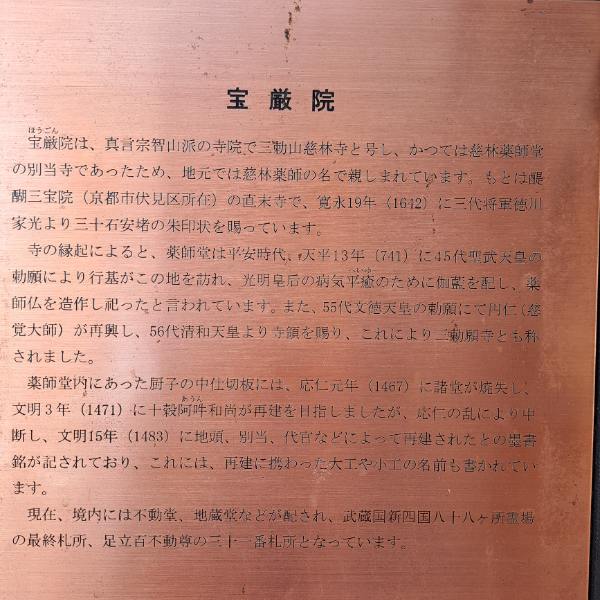 宝厳院
ほうごん
宝厳院は、真言宗智山派の寺院で三勅山慈林寺と号し、かつては慈林薬師堂
の別当寺であったため、地元では慈林薬師の名で親しまれています。もとは醍
醐三宝院（京都市伏見区所在）の直末寺で、寛永19年（1642）に三代将軍徳川
家光より三十石安堵の朱印状を賜っています。
寺の縁起によると、薬師堂は平安時代、天平13年（741）に45代聖武天皇の
勅願により行基がこの地を訪れ、光明皇后の病気平癒のために伽藍を配し、薬
師仏を造作し祀ったと言われています。また、55代文徳天皇の勅願にて円仁（慈
覚大師）が再興し、56代清和天皇より寺領を賜り、これにより三勅願寺とも称
されました。
薬師堂内にあった厨子の中仕切板には、応仁元年（1467）に諸堂が焼失し、
あうん
文明３年（1471）に十穀阿吽和尚が再建を目指しましたが、応仁の乱により中
断し、文明15年（1483）に地頭、別当、代官などによって再建されたとの墨書
銘が記されており、これには、再建に携わった大工や小工の名前も書かれてい
ます。
現在、境内には不動堂、地蔵堂などが配され、武蔵国新四国八十八ヶ所霊場
の最終札所、足立百不動尊の三十一番札所となっています。